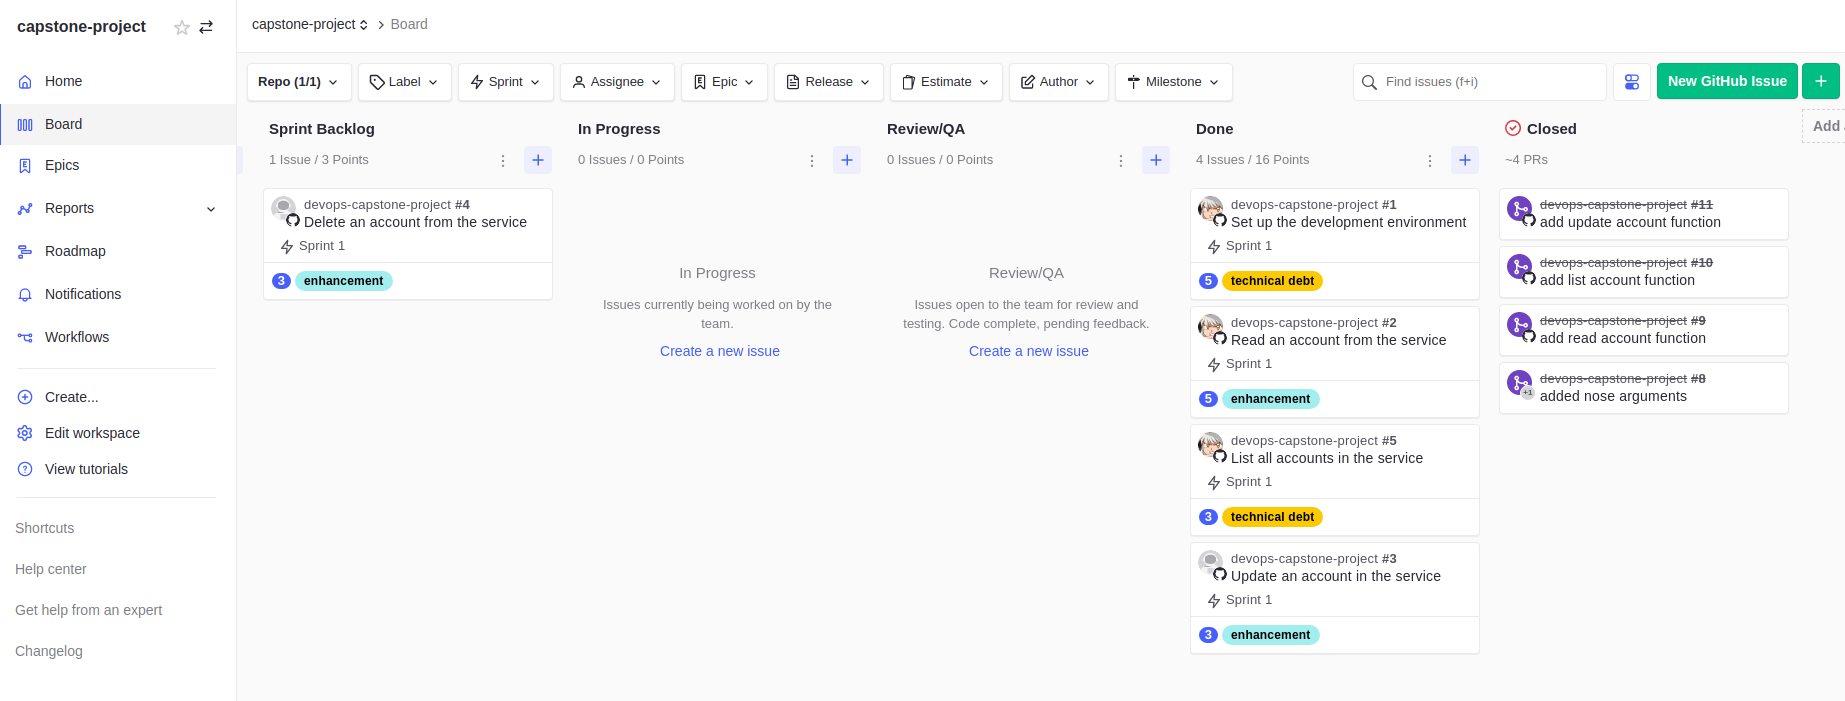 capstone-project
Home
Board
Epics
Reports
Roadmap
Notifications
Workflows
Create...
Edit workspace
View tutorials
Shortcuts
Help center
Get help from an expert
Changelog
capstone-project > Board
Repo (1/1) Label Sprint Assignee Epic Release Estimate Author Milestone Find issues (f+i) New GitHub Issue +
Sprint Backlog
1 Issue / 3 Points
devops-capstone-project #4
Delete an account from the service
Sprint 1
3 enhancement
In Progress
0 Issues / 0 Points
In Progress
Issues currently being worked on by the
team.
Create a new issue
Review/QA
0 Issues / 0 Points
Review/QA
Issues open to the team for review and
testing. Code complete, pending feedback.
Create a new issue
Done
4 Issues / 16 Points
devops-capstone-project #1
Set up the development environment
Sprint 1
5 technical debt
devops-capstone-project #2
Read an account from the service
Sprint 1
5 enhancement
devops-capstone-project #5
List all accounts in the service
Sprint 1
3 technical debt
devops-capstone-project #3
Update an account in the service
Sprint 1
3 enhancement
Closed
~4 PRs
devops-capstone-project #11
add update account function
devops-capstone-project #10
add list account function
devops-capstone-project #9
add read account function
devops-capstone-project #8
+1
added nose arguments
Add